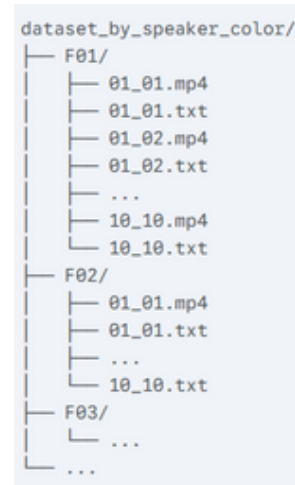 dataset_by_speaker_color/
├── F01/
│   ├── 01_01.mp4
│   ├── 01_01.txt
│   ├── 01_02.mp4
│   ├── 01_02.txt
│   ├── ...
│   ├── 10_10.mp4
│   └── 10_10.txt
├── F02/
│   ├── 01_01.mp4
│   ├── 01_01.txt
│   ├── ...
│   └── 10_10.txt
├── F03/
│   └── ...
└── ...